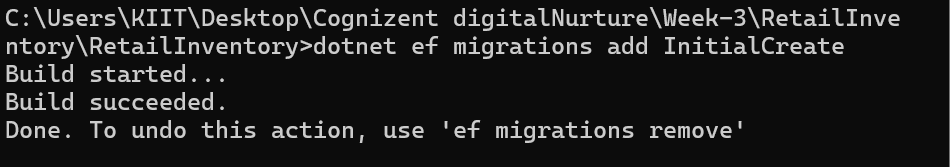 C:\Users\KIIT\Desktop\Cognizent digitalNurture\Week-3\RetailInve
ntory\RetailInventory>dotnet ef migrations add InitialCreate
Build started...
Build succeeded.
Done. To undo this action, use 'ef migrations remove'